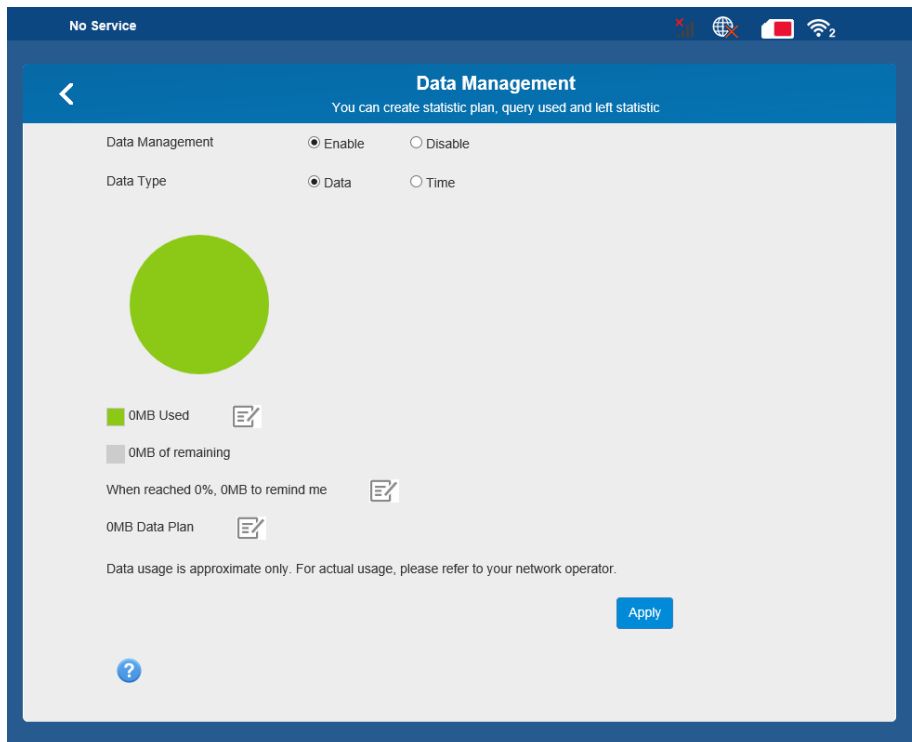 No Service
2
Data Management
You can create statistic plan, query used and left statistic
Data Management Enable Disable
Data Type Data Time
0MB Used
0MB of remaining
When reached 0%, 0MB to remind me
0MB Data Plan
Data usage is approximate only. For actual usage, please refer to your network operator.
Apply
?